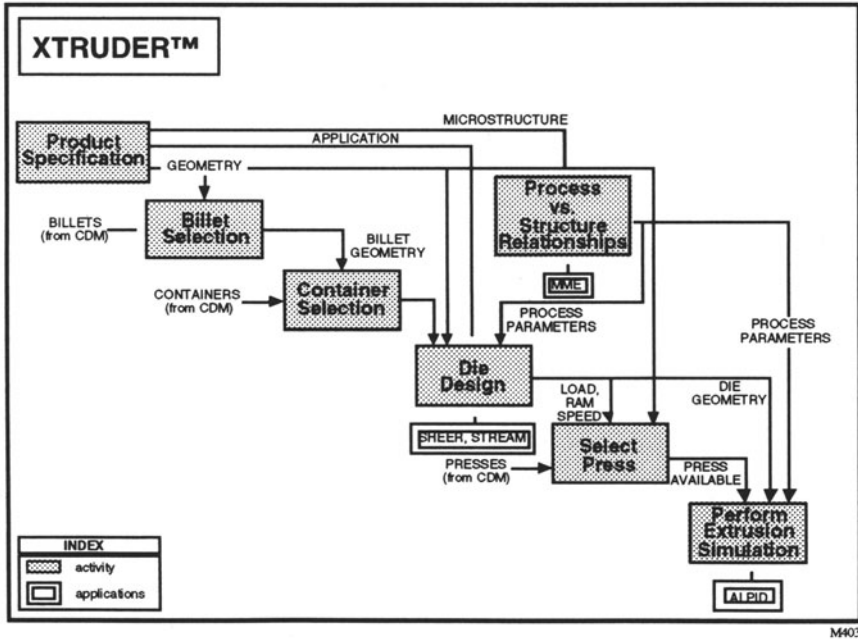 XTRUDER™
MICROSTRUCTURE
APPLICATION
Product
Specification
GEOMETRY
Process
vs.
Structure
Relationships
BILLETS
(from CDM)
Billet
Selection
BILLET
GEOMETRY
MME
CONTAINERS
(from CDM)
Container
Selection
PROCESS
PARAMETERS
PROCESS
PARAMETERS
Die
Design
LOAD,
RAM
SPEED
DIE
GEOMETRY
SHEER, STREAM
PRESSES
(from CDM)
Select
Press
PRESS
AVAILABLE
Perform
Extrusion
Simulation
ALPID
INDEX
activity
applications
M403